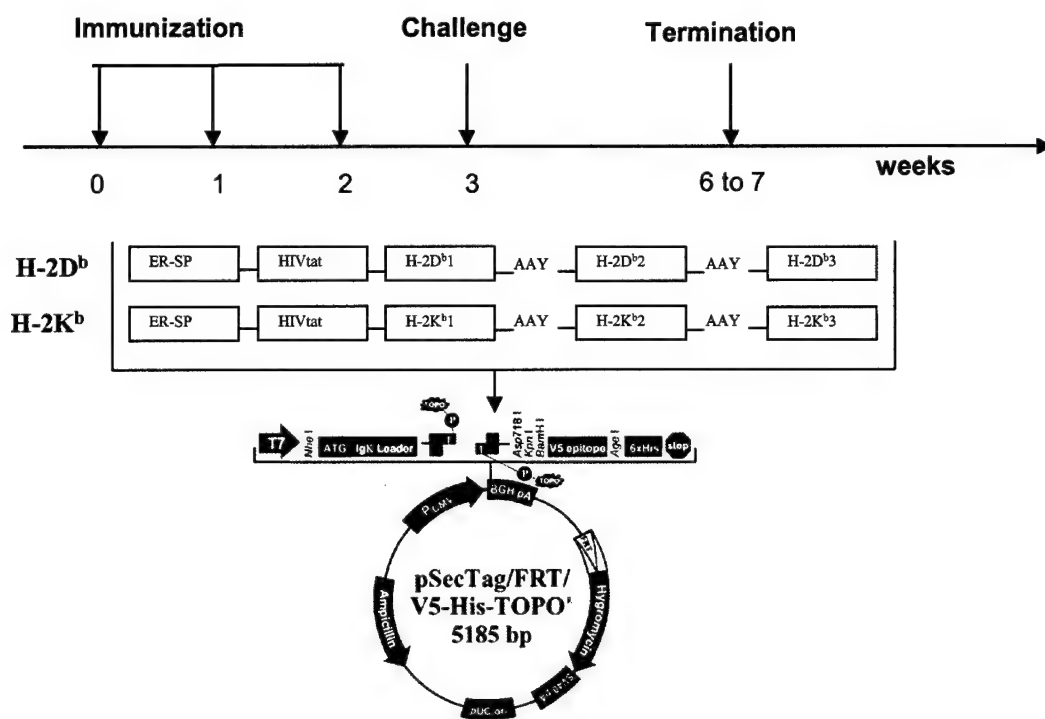 Immunization Challenge Termination
0 1 2 3 6 to 7 weeks
H-2Dᵇ ER-SP HIVtat H-2Dᵇ1 AAY H-2Dᵇ2 AAY H-2Dᵇ3
H-2Kᵇ ER-SP HIVtat H-2Kᵇ1 AAY H-2Kᵇ2 AAY H-2Kᵇ3
TOPO
P
T7 Nhe I ATG IgK Leader T T Asp718 I Kpn I BamH I V5 epitope Age I 6xHis stop
P TOPO
P CMV BGH pA
FRT
pSecTag/FRT/
V5-His-TOPO
5185 bp
Ampicillin Hygromycin
SV40 pA
pUC ori